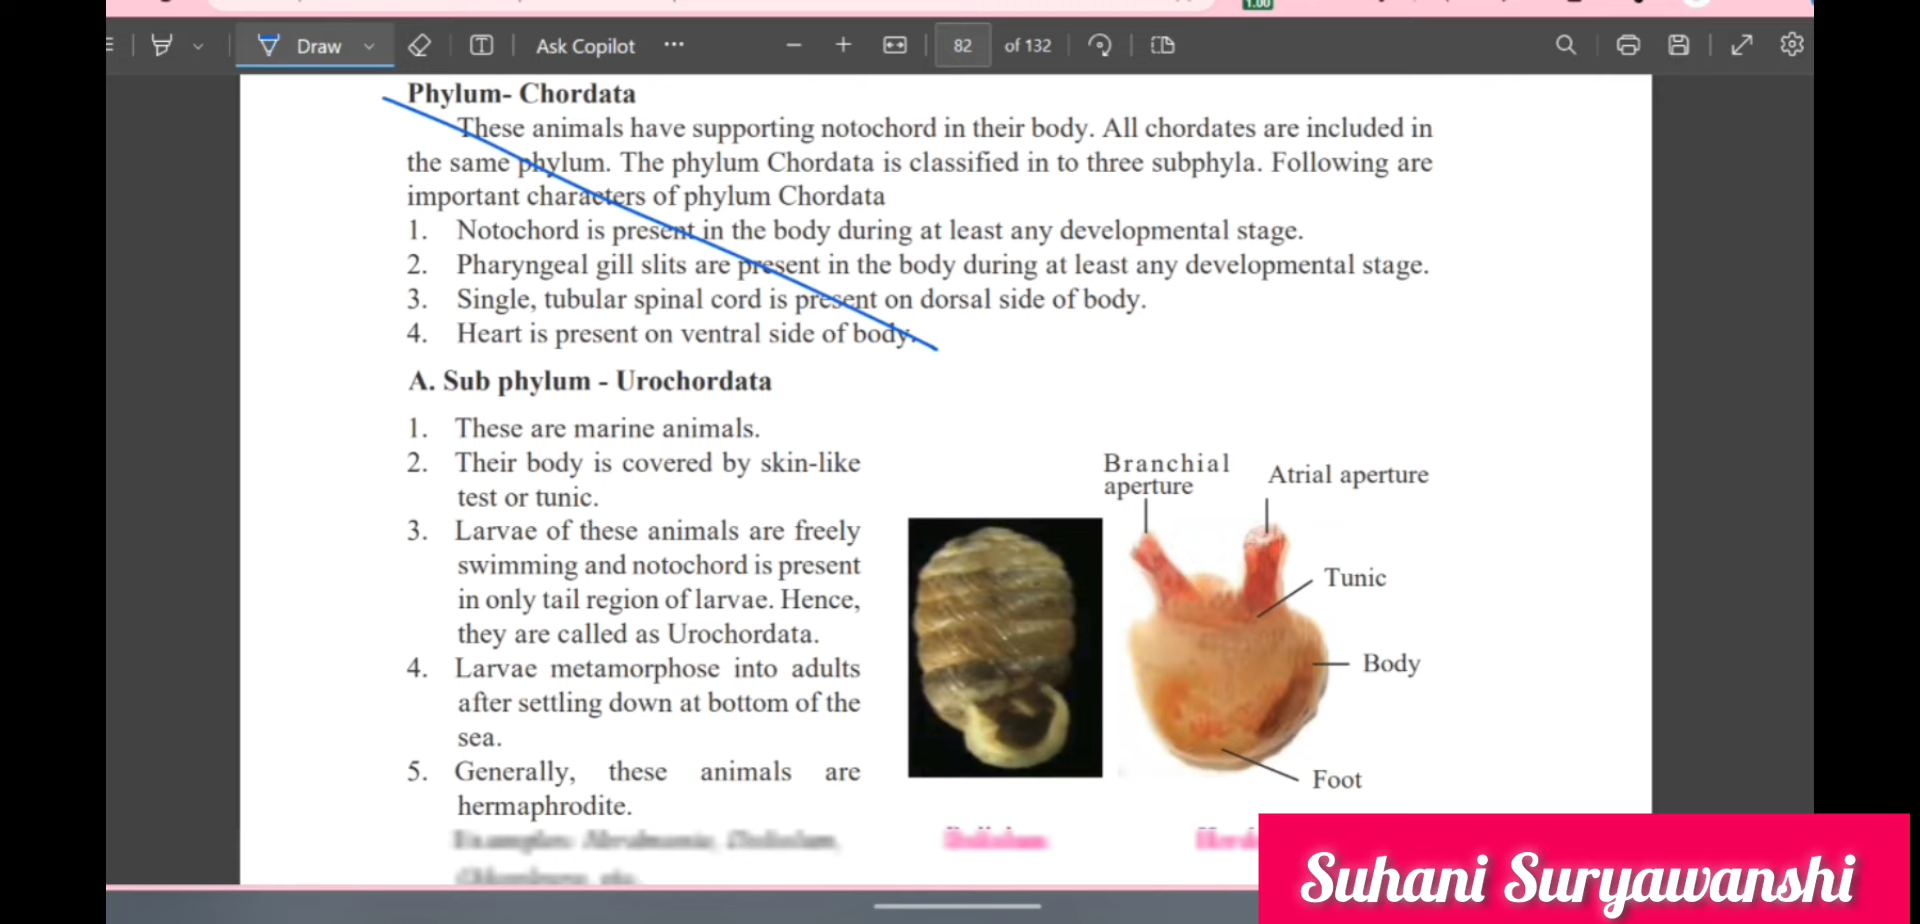 Draw
Ask Copilot
82 of 132
1.00
Phylum- Chordata
These animals have supporting notochord in their body. All chordates are included in
the same phylum. The phylum Chordata is classified in to three subphyla. Following are
important characters of phylum Chordata
1. Notochord is present in the body during at least any developmental stage.
2. Pharyngeal gill slits are present in the body during at least any developmental stage.
3. Single, tubular spinal cord is present on dorsal side of body.
4. Heart is present on ventral side of body.
A. Sub phylum - Urochordata
1. These are marine animals.
2. Their body is covered by skin-like
test or tunic.
3. Larvae of these animals are freely
swimming and notochord is present
in only tail region of larvae. Hence,
they are called as Urochordata.
4. Larvae metamorphose into adults
after settling down at bottom of the
sea.
5. Generally, these animals are
hermaphrodite.
Branchial
aperture
Atrial aperture
Tunic
Body
Foot
Suhani Suryawanshi